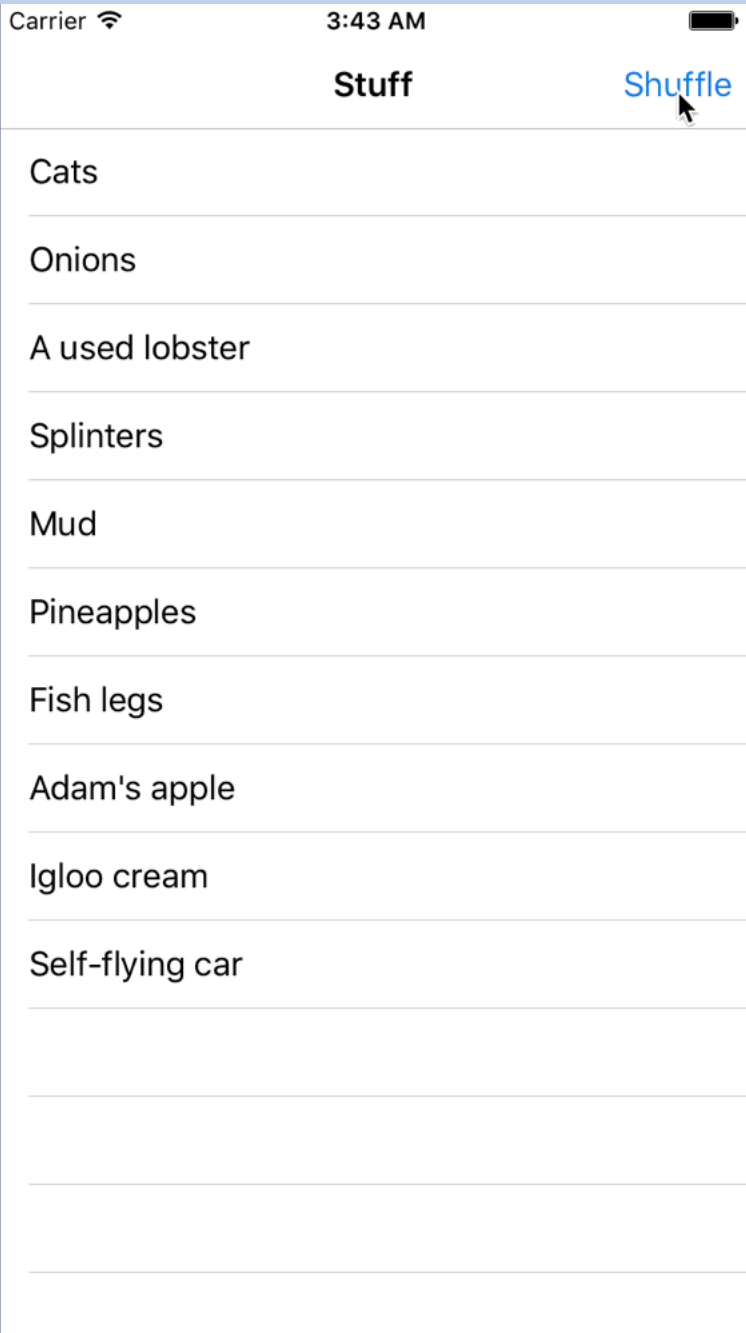 Carrier 3:43 AM
Stuff Shuffle
Cats
Onions
A used lobster
Splinters
Mud
Pineapples
Fish legs
Adam's apple
Igloo cream
Self-flying car